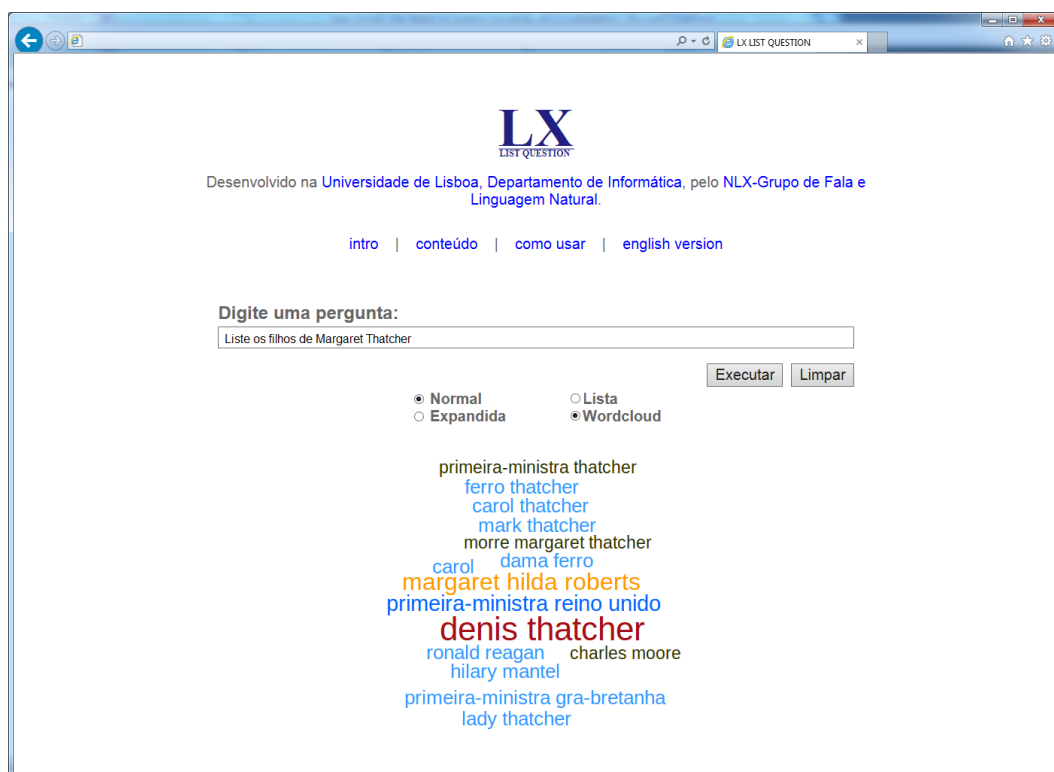 LX LIST QUESTION
LX
LIST QUESTION
Desenvolvido na Universidade de Lisboa, Departamento de Informática, pelo NLX-Grupo de Fala e
Linguagem Natural.
intro | conteúdo | como usar | english version
Digite uma pergunta:
Liste os filhos de Margaret Thatcher
Executar Limpar
Normal Lista
Expandida Wordcloud
primeira-ministra thatcher
ferro thatcher
carol thatcher
mark thatcher
morre margaret thatcher
carol dama ferro
margaret hilda roberts
primeira-ministra reino unido
denis thatcher
ronald reagan charles moore
hilary mantel
primeira-ministra gra-bretanha
lady thatcher